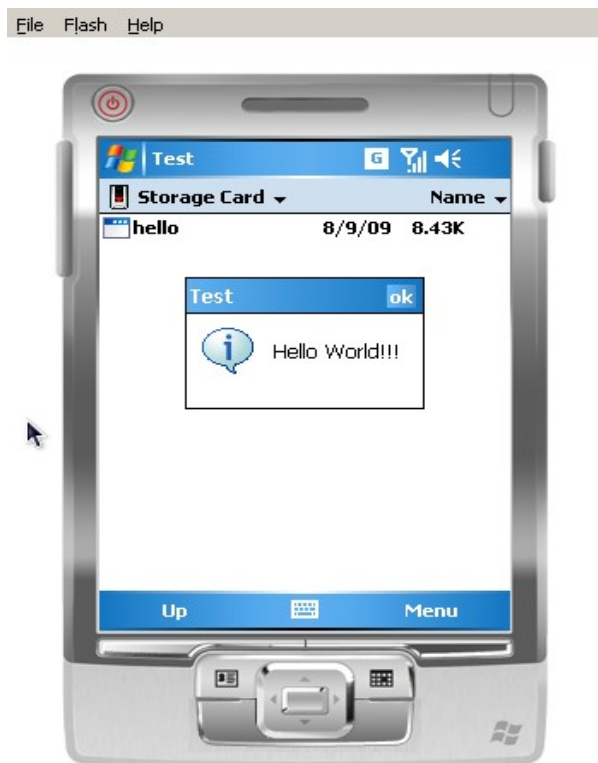 File Flash Help
Test G
Storage Card Name
hello 8/9/09 8.43K
Test ok
i Hello World!!!
Up Menu